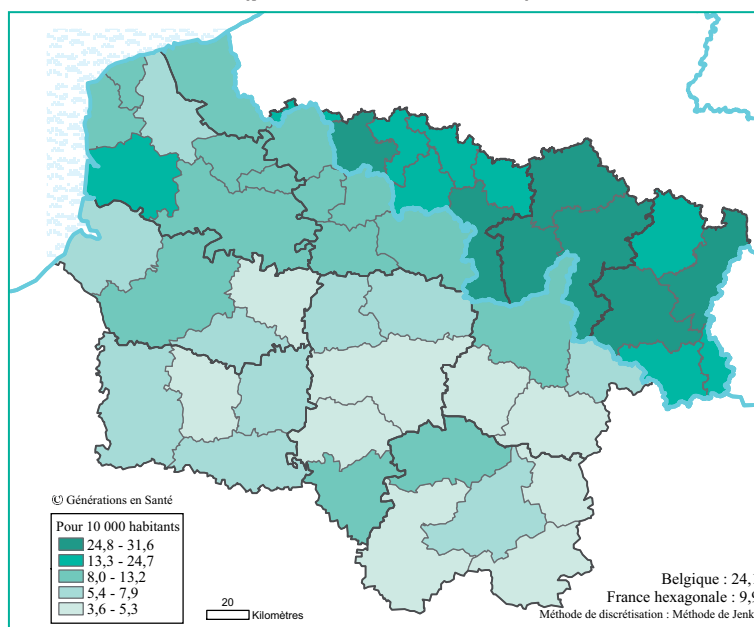 © Générations en Santé
Pour 10 000 habitants
24,8 - 31,6
13,3 - 24,7
8,0 - 13,2
5,4 - 7,9
3,6 - 5,3
20
Kilomètres
Belgique : 24,
France hexagonale : 9,9
Méthode de discrétisation : Méthode de Jenk